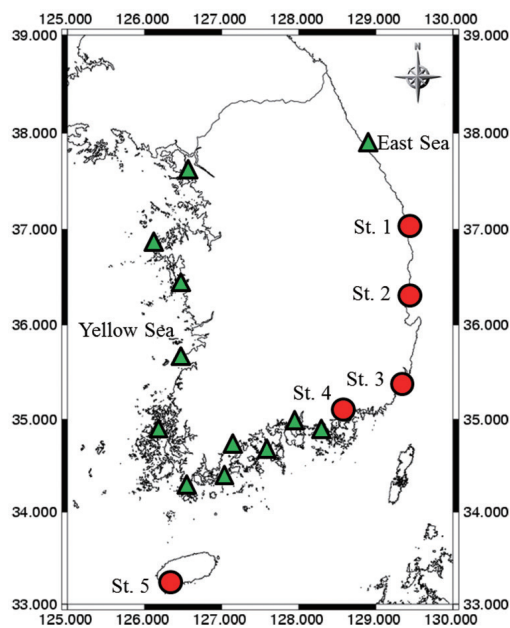 125.000 126.000 127.000 128.000 129.000 130.000
39.000 39.000
N
38.000 38.000
East Sea
37.000 37.000
St. 1
St. 2
36.000 36.000
Yellow Sea
St. 3
St. 4
35.000 35.000
34.000 34.000
St. 5
33.000 33.000
125.000 126.000 127.000 128.000 129.000 130.000